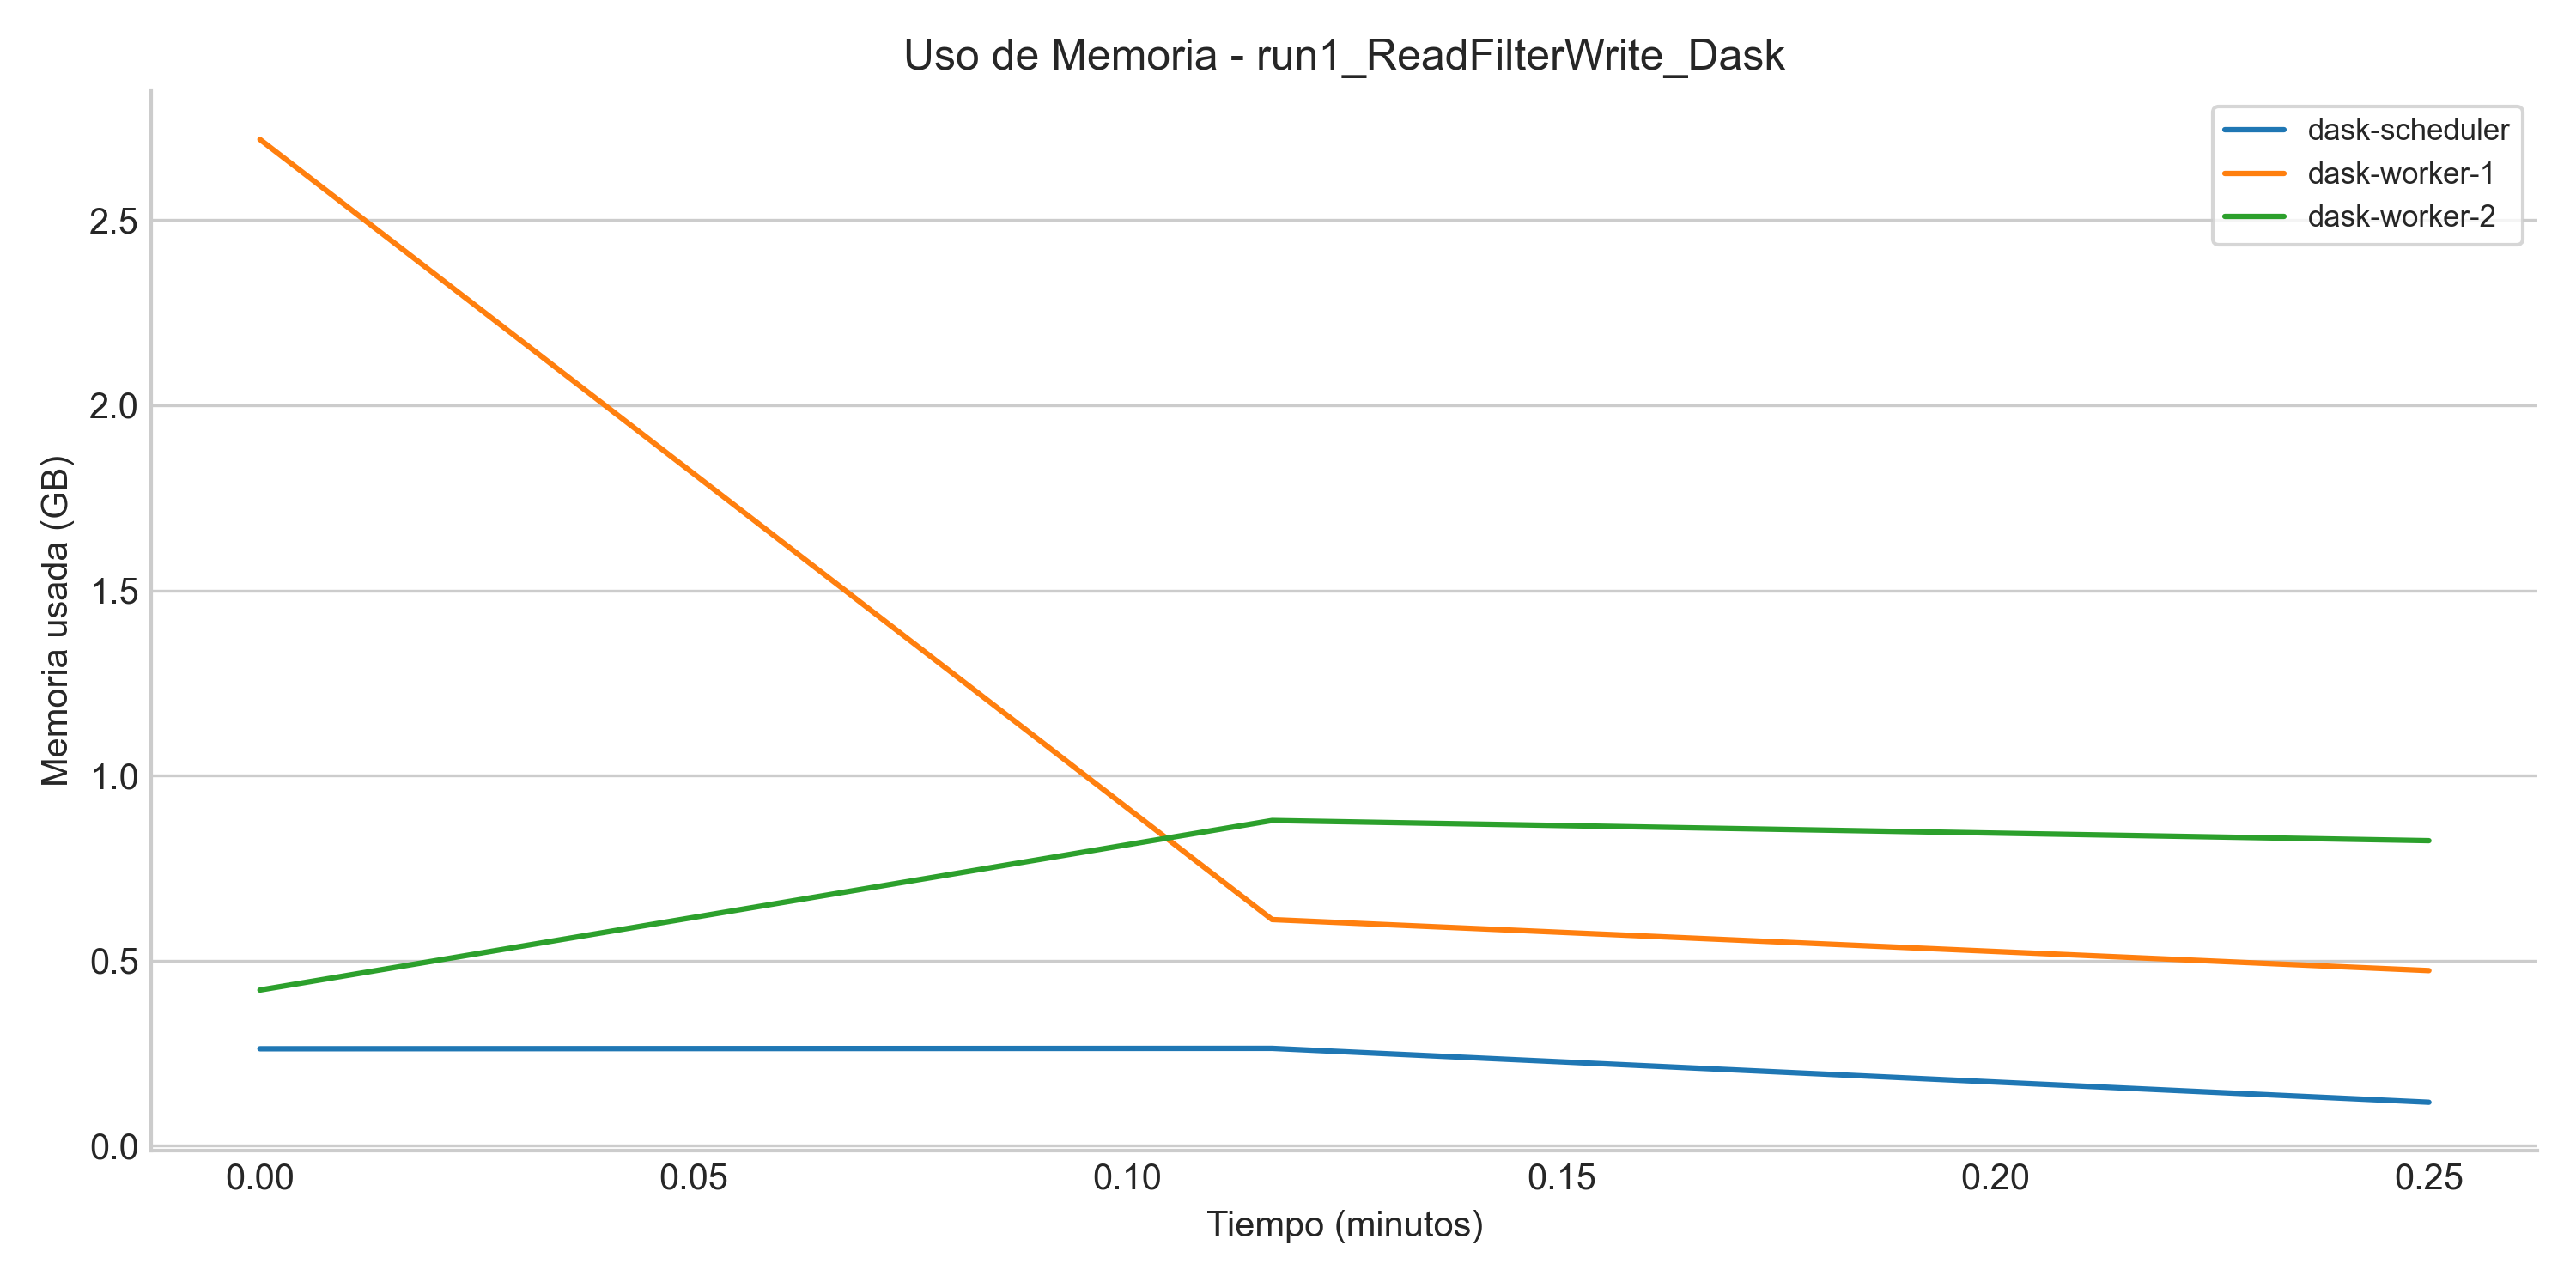 Uso de Memoria - run1_ReadFilterWrite_Dask
dask-scheduler
dask-worker-1
dask-worker-2
Memoria usada (GB)
2.5
2.0
1.5
1.0
0.5
0.0
0.00 0.05 0.10 0.15 0.20 0.25
Tiempo (minutos)